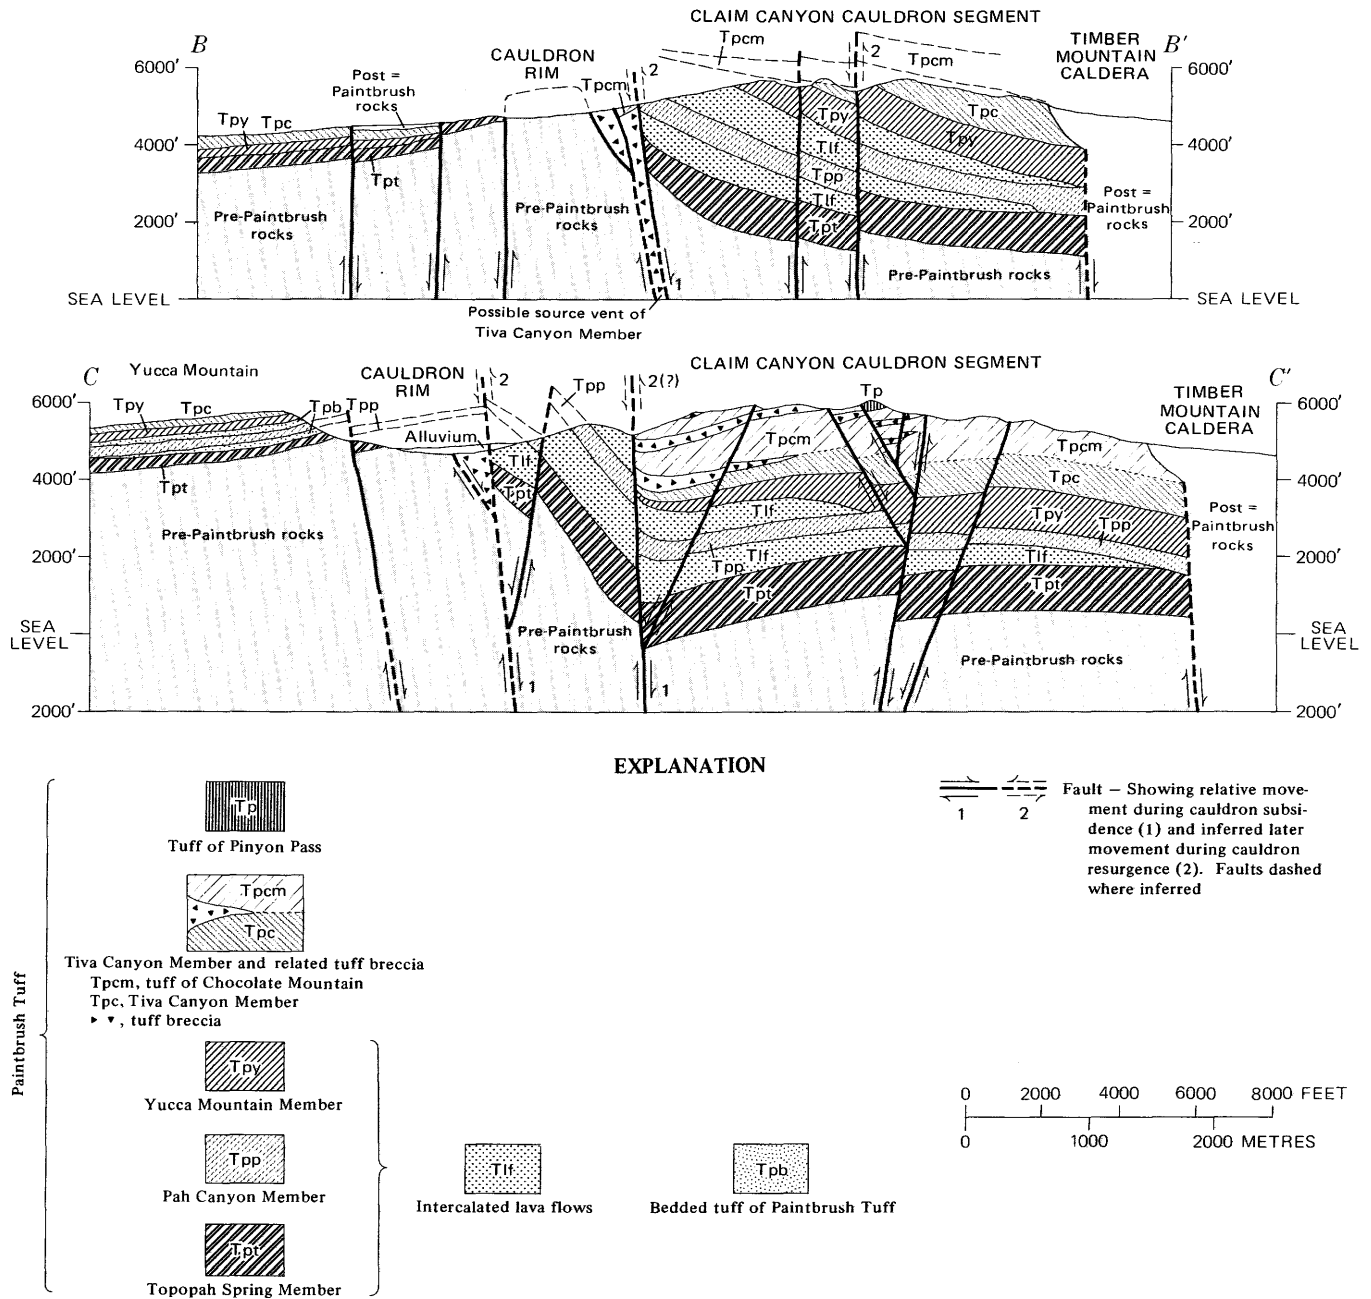 CLAIM CANYON CAULDRON SEGMENT
B
CAULDRON
RIM
Tpcm
2
Tpcm
TIMBER
MOUNTAIN
CALDERA
B′
6000′
Post =
Paintbrush
rocks
2
Tpcm
6000′
Tpy
Tpc
Tpc
4000′
Tpy
Tpy
4000′
Tpt
Tlf
Tpp
Post =
Paintbrush
rocks
2000′
Pre-Paintbrush
rocks
Pre-Paintbrush
rocks
Tlf
Tpt
2000′
Pre-Paintbrush rocks
1
SEA LEVEL
SEA LEVEL
Possible source vent of
Tiva Canyon Member
CLAIM CANYON CAULDRON SEGMENT
C
Yucca Mountain
CAULDRON
RIM
2
Tpp
2(?)
Tp
TIMBER
MOUNTAIN
CALDERA
C′
6000′
Tpy
Tpc
Tpb
Tpp
6000′
Alluvium
Tlf
Tpcm
Tpcm
4000′
Tpt
Tpt
Tpc
4000′
Pre-Paintbrush rocks
Tlf
Tpy
Tpp
Post =
Paintbrush
rocks
2000′
Tlf
Tpp
Tlf
2000′
Tpt
Tpt
SEA
LEVEL
Pre-Paintbrush
rocks
SEA
LEVEL
Pre-Paintbrush rocks
1
1
2000′
2000′
EXPLANATION
Paintbrush Tuff
Tp
Tuff of Pinyon Pass
Tpcm
Tpc
Tiva Canyon Member and related tuff breccia
Tpcm, tuff of Chocolate Mountain
Tpc, Tiva Canyon Member
, tuff breccia
Tpy
Yucca Mountain Member
Tpp
Pah Canyon Member
Tpt
Topopah Spring Member
Tlf
Intercalated lava flows
Tpb
Bedded tuff of Paintbrush Tuff
1
2
Fault – Showing relative move-
ment during cauldron subsi-
dence (1) and inferred later
movement during cauldron
resurgence (2). Faults dashed
where inferred
0 2000 4000 6000 8000 FEET
0 1000 2000 METRES